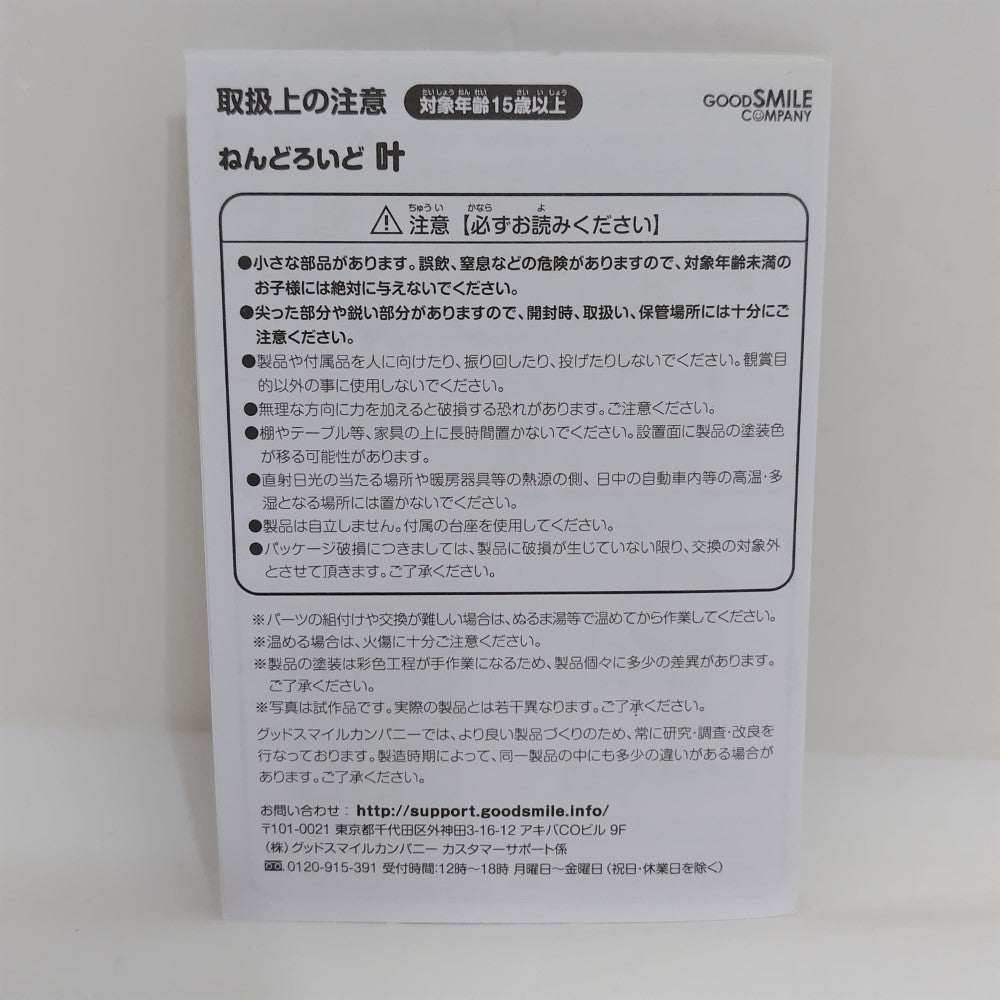 取扱上の注意 対象年齢15歳以上 GOOD SMILE COMPANY
たいしょう ねん れい さい い じょう
ねんどろいど 叶
ちゅう い かなら よ
注意【必ずお読みください】
●小さな部品があります。誤飲、窒息などの危険がありますので、対象年齢未満の
お子様には絶対に与えないでください。
●尖った部分や鋭い部分がありますので、開封時、取扱い、保管場所には十分にご
注意ください。
●製品や付属品を人に向けたり、振り回したり、投げたりしないでください。観賞目
的以外の事に使用しないでください。
●無理な方向に力を加えると破損する恐れがあります。ご注意ください。
●棚やテーブル等、家具の上に長時間置かないでください。設置面に製品の塗装色
が移る可能性があります。
●直射日光の当たる場所や暖房器具等の熱源の側、日中の自動車内等の高温・多
湿となる場所には置かないでください。
●製品は自立しません。付属の台座を使用してください。
●パッケージ破損につきましては、製品に破損が生じていない限り、交換の対象外
とさせて頂きます。ご了承ください。
※パーツの組付けや交換が難しい場合は、ぬるま湯等で温めてから作業してください。
※温める場合は、火傷に十分ご注意ください。
※製品の塗装は彩色工程が手作業になるため、製品個々に多少の差異があります。
ご了承ください。
※写真は試作品です。実際の製品とは若干異なります。ご了承ください。
グッドスマイルカンパニーでは、より良い製品づくりのため、常に研究・調査・改良を
行なっております。製造時期によって、同一製品の中にも多少の違いがある場合が
あります。ご了承ください。
お問い合わせ：http://support.goodsmile.info/
〒101-0021 東京都千代田区外神田3-16-12 アキバCOビル 9F
（株）グッドスマイルカンパニー カスタマーサポート係
0120-915-391 受付時間:12時～18時 月曜日～金曜日（祝日・休業日を除く）